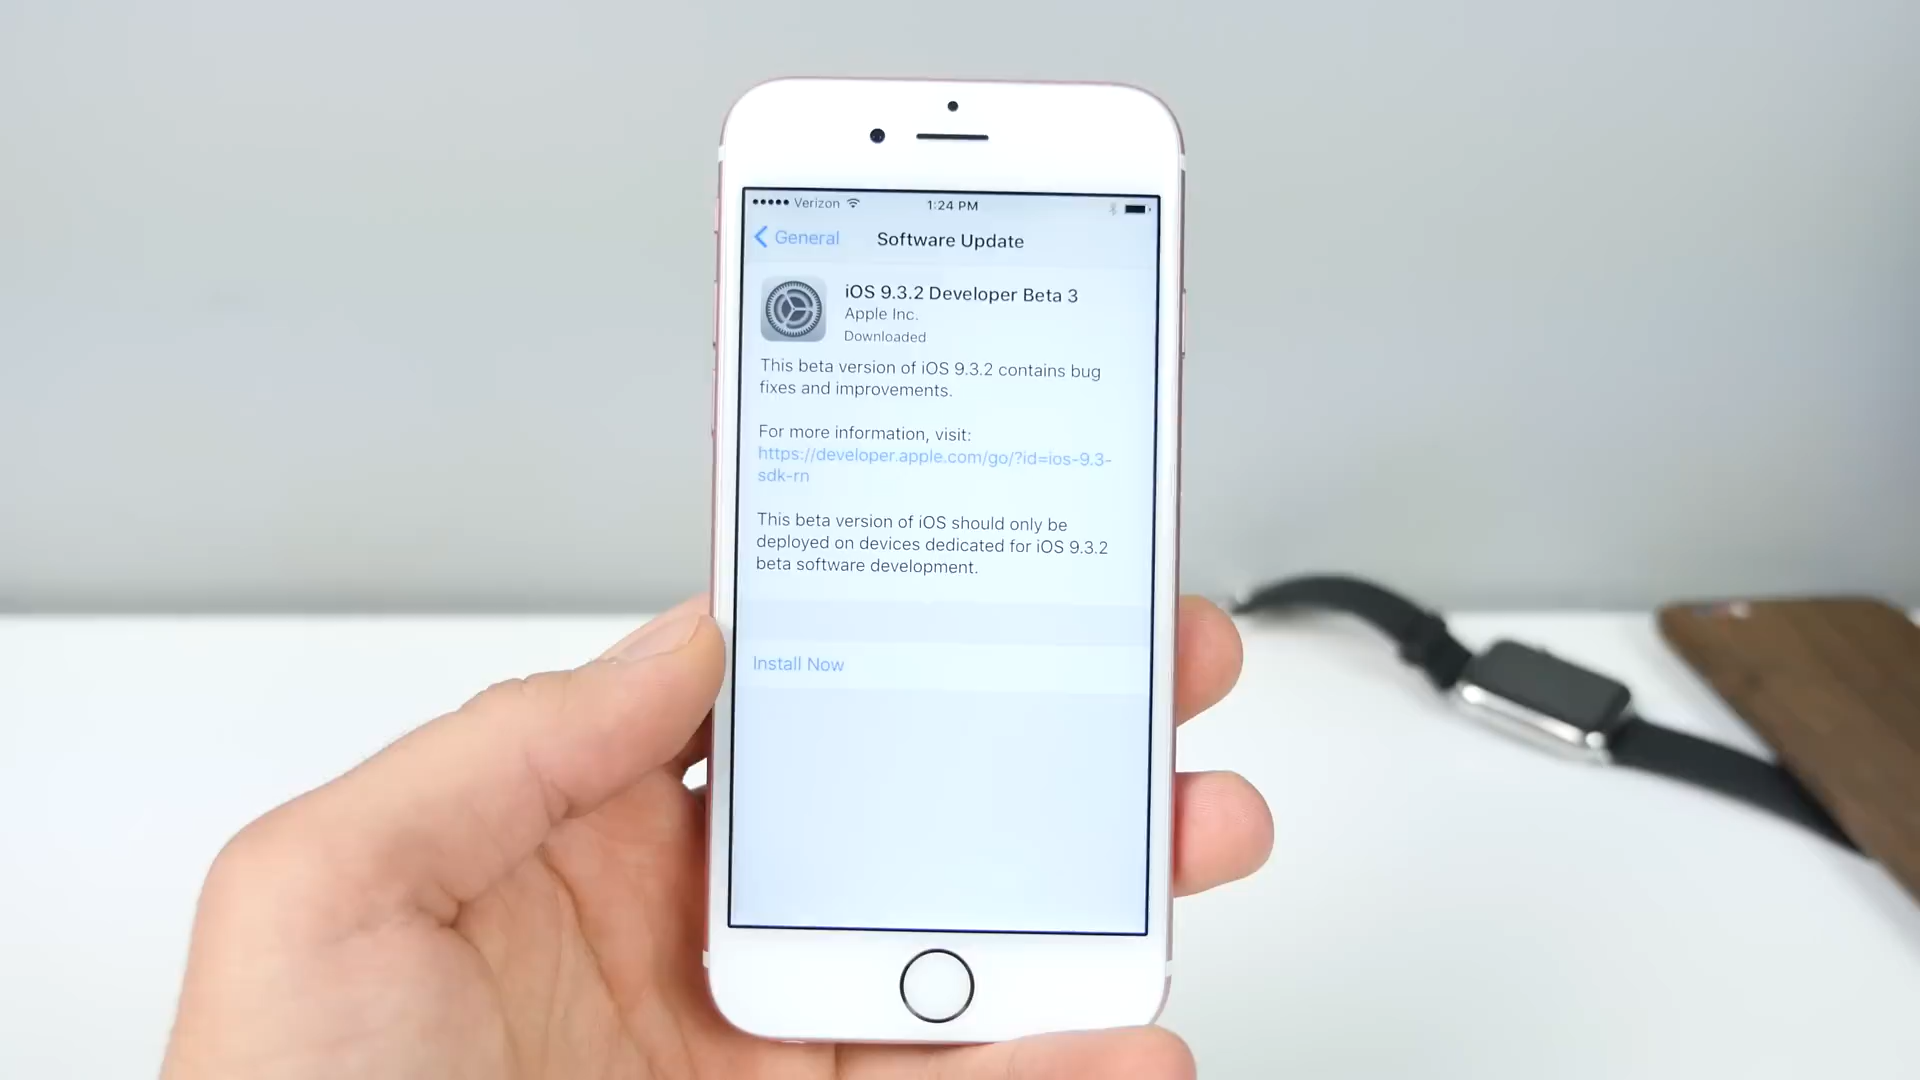 Verizon 1:24 PM
General Software Update
iOS 9.3.2 Developer Beta 3
Apple Inc.
Downloaded
This beta version of iOS 9.3.2 contains bug
fixes and improvements.
For more information, visit:
https://developer.apple.com/go/?id=ios-9.3-
sdk-rn
This beta version of iOS should only be
deployed on devices dedicated for iOS 9.3.2
beta software development.
Install Now